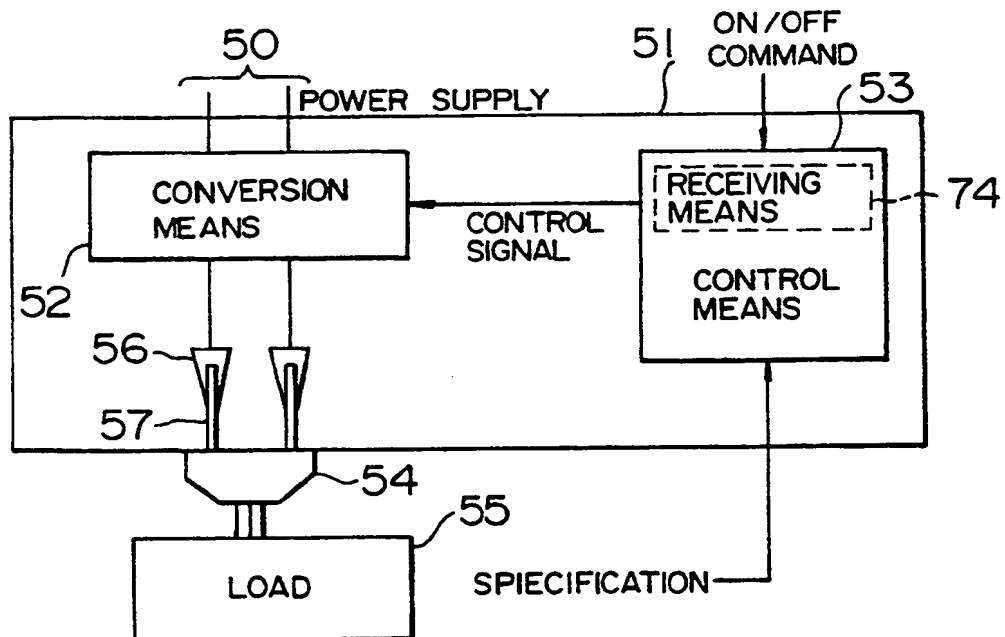 50
51
ON/OFF
COMMAND
POWER SUPPLY
53
CONVERSION
MEANS
RECEIVING
MEANS
74
CONTROL
SIGNAL
CONTROL
MEANS
52
56
57
54
55
LOAD
SPIECIFICATION